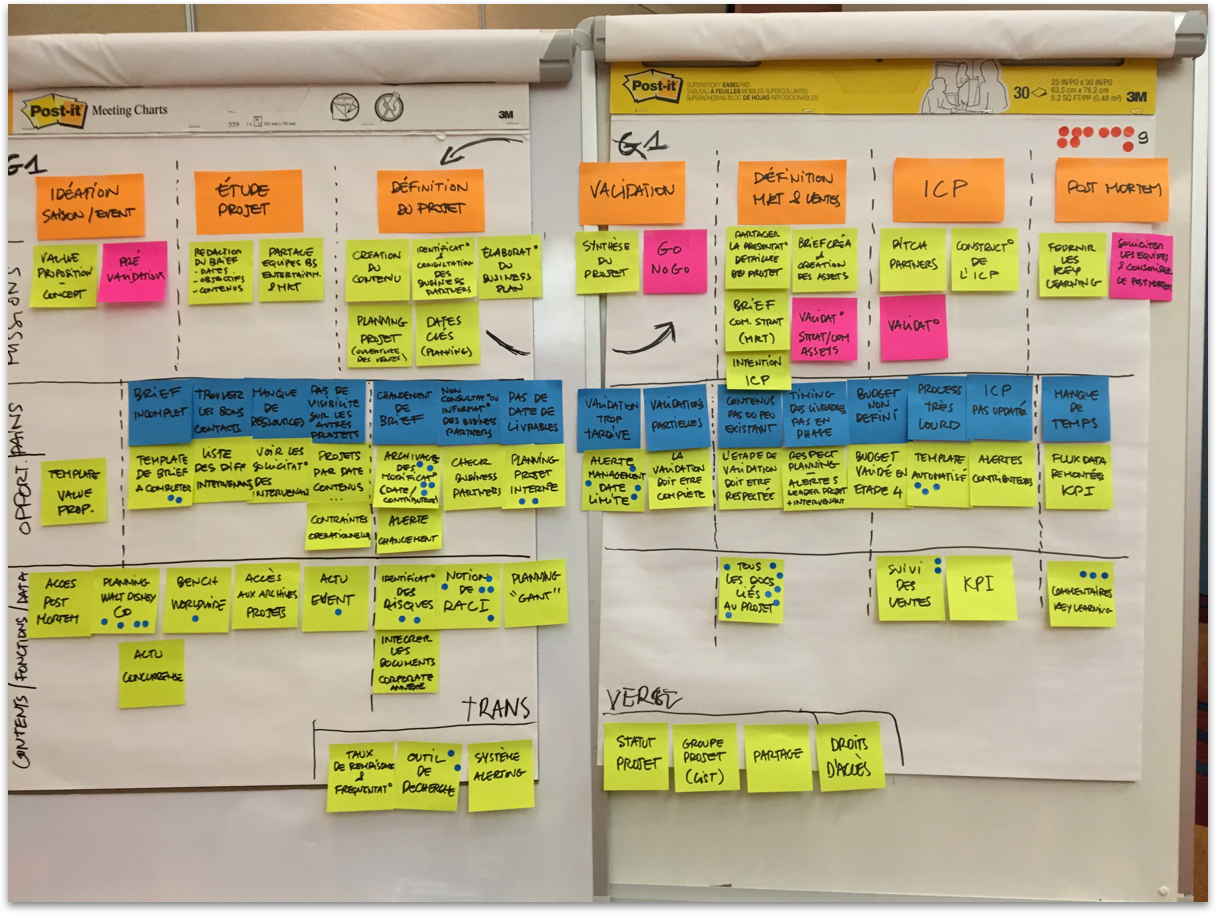 Post-it Meeting Charts
559
3M
Post-it
SUPERSTICKY EASELPAD
TABLEAU À FEUILLES MOBILES SUPERCOLLANTES
SUPERADHESIVAS BLOC DE HOJAS REPOSICIONABLES
30
25 IN/PO x 30 IN/PO
63,5 cm x 76,2 cm
5.2 SQ FT/PP (0,48 m²)
3M
G1
IDÉATION
SAISON/EVENT
ÉTUDE
PROJET
DÉFINITION
DU PROJET
G1
9
VALIDATION
DÉFINITION
MKT & VENTES
ICP
POST MORTEM
MISSIONS
VALUE
PROPOSITION
- CONCEPT
PRÉ
VALIDATION
REDACTION
DU BRIEF
- DATES
- OBJECTIFS
- CONTENUS
PARTAGE
EQUIPES BS
ENTERTAINM.
& MKT
CREATION
DU CONTENU
IDENTIFICAT°
& CONSULTATION
DES
BUSINESS
PARTNERS
ÉLABORAT°
DU
BUSINESS
PLAN
PLANNING
PROJET
(OUVERTURE
DES VENTES)
DATES
CLÉS
(PLANNING)
SYNTHÈSE
DU
PROJET
GO
NO GO
PARTAGER
LA PRÉSENTAT°
DÉTAILLÉE
DU PROJET
BRIEF CRÉA
&
CREATION
DES ASSETS
BRIEF
COM. STRAT
(MKT)
VALIDAT°
STRAT/COM
ASSETS
INTENTION
ICP
PITCH
PARTNERS
CONSTRUCT°
DE
L'ICP
VALIDAT°
FOURNIR
LES
KEY
LEARNING
SOLLICITER
LES EQUIPES
& CONSOLIDER
LE POST MORTEM
OPPORT. / PAINS
BRIEF
INCOMPLET
TROUVER
LES BONS
CONTACTS
MANQUE
DE
RESSOURCES
PAS DE
VISIBILITÉ
SUR LES
AUTRES
PROJETS
CHANGEMENT
DE
BRIEF
NON
CONSULTAT° OU
INFORMAT°
DES BUSINESS
PARTNERS
PAS DE
DATE DE
LIVRABLES
VALIDATION
TROP
TARDIVE
VALIDATIONS
PARTIELLES
CONTENUS
PAS OU PEU
EXISTANT
TIMING
DES LIVRABLES
PAS EN
PHASE
BUDGET
NON
DEFINI
PROCESS
TRÈS
LOURD
ICP
PAS UPDATÉ
MANQUE
DE
TEMPS
TEMPLATE
VALUE
PROP.
TEMPLATE
DE BRIEF
A COMPLETER
LISTE
DES DIFF
INTERVENANTS
VOIR LES
SOLLICITAT°
DES
INTERVENAN
PROJETS
PAR DATE
CONTENUS
...
CONTRAINTES
OPERATIONNELLES
ARCHIVAGE
DES
MODIFICAT°
(DATE/
CONTRIBUTEUR)
ALERTE
CHANGEMENT
CHECK
BUSINESS
PARTNERS
PLANNING
PROJET
INTERNE
ALERTE
MANAGEMENT
DATE
LIMITE
LA
VALIDATION
DOIT ETRE
COMPLÈTE
L'ETAPE DE
VALIDATION
DOIT ETRE
RESPECTÉE
RESPECT
PLANNING
- ALERTES
LEADER PROJET
+ INTERVENANT
BUDGET
VALIDÉ EN
ETAPE 4
TEMPLATE
AUTOMATISÉ
ALERTES
CONTRIBUTEURS
FLUX DATA
REMONTÉE
KPI
CONTENTS / FONCTIONS / DATA
ACCES
POST
MORTEM
PLANNING
WALT DISNEY
CO
BENCH
WORLDWIDE
ACCÈS
AUX ARCHIVES
PROJETS
ACTU
EVENT
IDENTIFICAT°
DES
RISQUES
NOTION
DE
RACI
PLANNING
"GANT"
ACTU
CONCURRENSE
INTEGRER
LES
DOCUMENTS
CORPORATE
ANNEXE
TOUS
LES DOCS
LIÉS
AU PROJET
SUIVI
DES
VENTES
KPI
COMMENTAIRES
KEY LEARNING
TRANS
VERSE
TAUX
DE REMPLISSAGE
&
FREQUENTAT°
OUTIL
DE
RECHERCHE
SYSTÈME
ALERTING
STATUT
PROJET
GROUPE
PROJET
(LIST)
PARTAGE
DROITS
D'ACCÈS